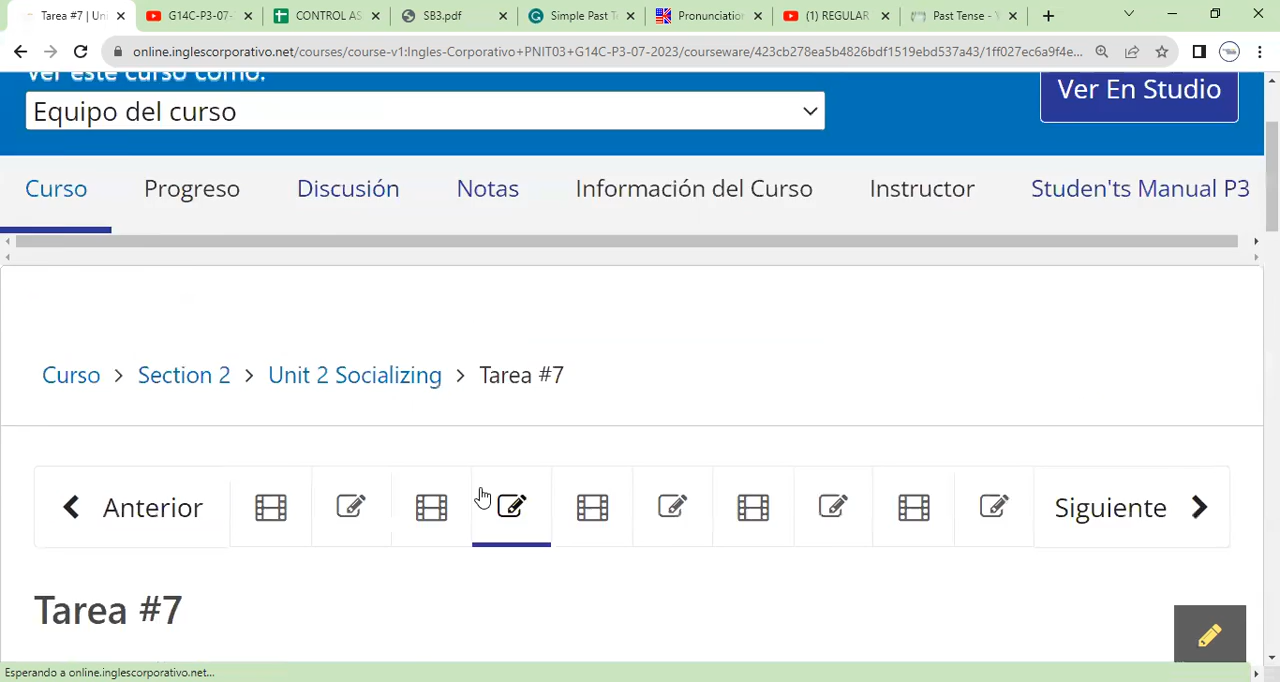 Tarea #7 | Uni
G14C-P3-07-
CONTROL AS
SB3.pdf
Simple Past T
Pronunciation
(1) REGULAR
Past Tense - Y
online.inglescorporativo.net/courses/course-v1:Ingles-Corporativo+PNIT03+G14C-P3-07-2023/courseware/423cb278ea5b4826bdf1519ebd537a43/1ff027ec6a9f4e...
Ver este curso como:
Equipo del curso
Ver En Studio
Curso
Progreso
Discusión
Notas
Información del Curso
Instructor
Studen'ts Manual P3
Curso > Section 2 > Unit 2 Socializing > Tarea #7
Anterior
Siguiente
Tarea #7
Esperando a online.inglescorporativo.net...